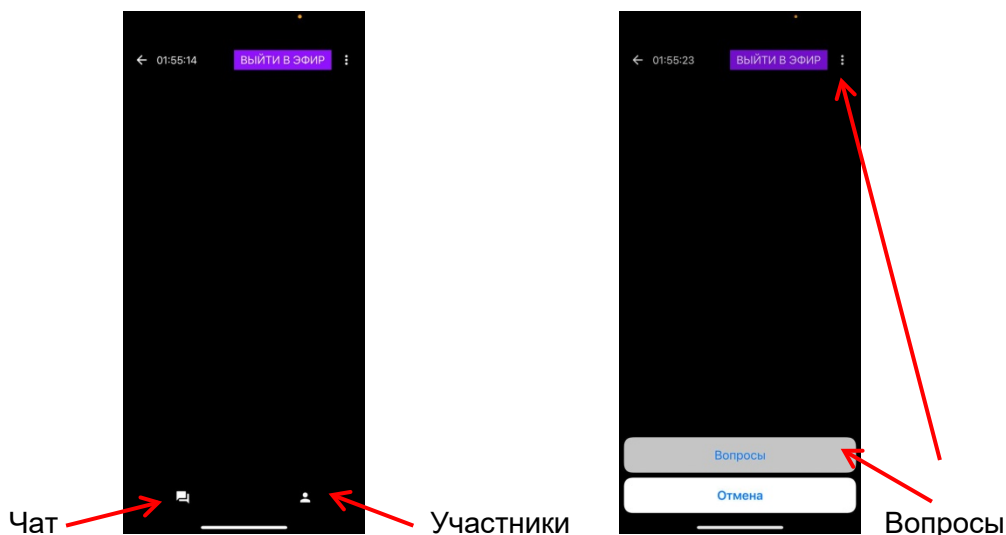 01:55:14 ВЫЙТИ В ЭФИР
Чат
Участники
01:55:23 ВЫЙТИ В ЭФИР
Вопросы
Отмена
Вопросы